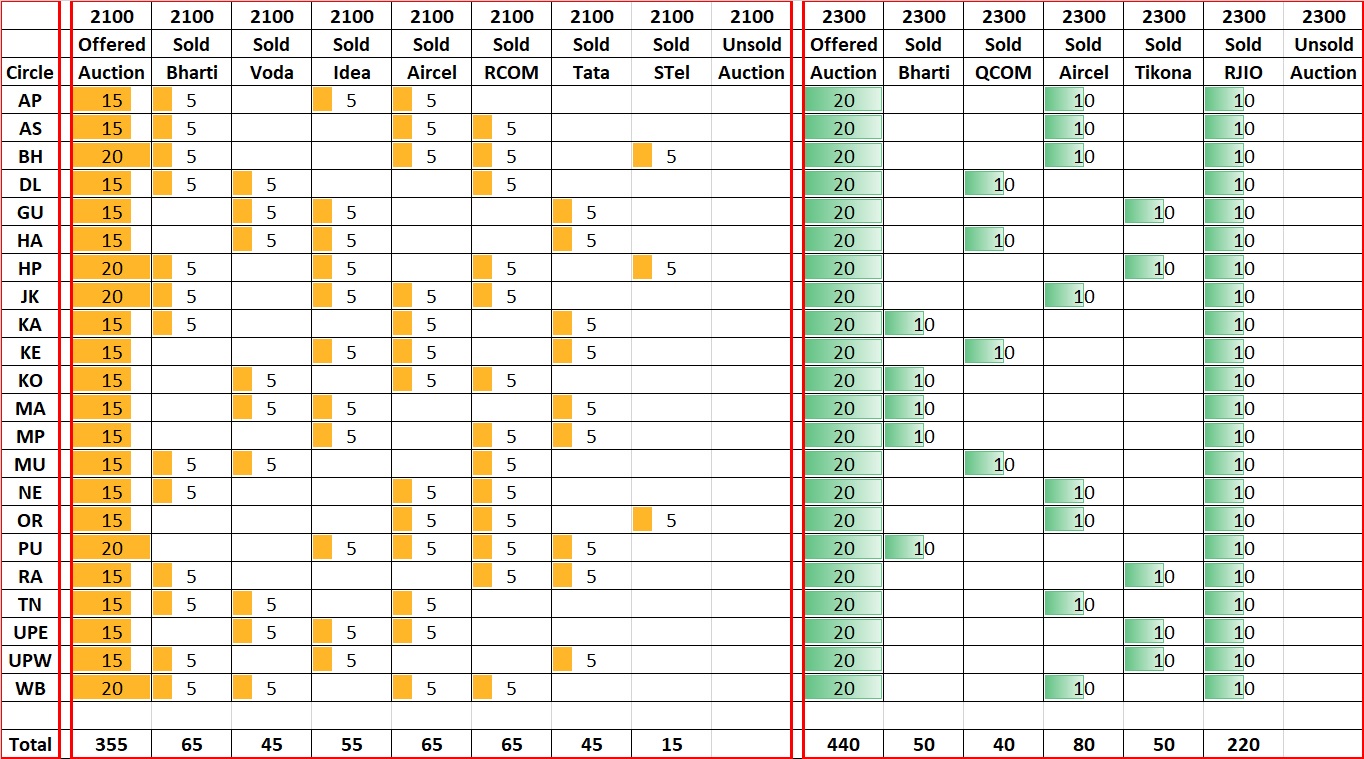 2100 2100 2100 2100 2100 2100 2100 2100 2100 2300 2300 2300 2300 2300 2300 2300
Offered Sold Sold Sold Sold Sold Sold Sold Unsold Offered Sold Sold Sold Sold Sold Unsold
Circle Auction Bharti Voda Idea Aircel RCOM Tata STel Auction Auction Bharti QCOM Aircel Tikona RJIO Auction
AP 15 5 5 5 20 10 10
AS 15 5 5 5 20 10 10
BH 20 5 5 5 5 20 10 10
DL 15 5 5 5 20 10 10
GU 15 5 5 5 20 10 10
HA 15 5 5 5 20 10 10
HP 20 5 5 5 5 20 10 10
JK 20 5 5 5 5 20 10 10
KA 15 5 5 5 20 10 10
KE 15 5 5 5 20 10 10
KO 15 5 5 5 20 10 10
MA 15 5 5 5 20 10 10
MP 15 5 5 5 20 10 10
MU 15 5 5 5 20 10 10
NE 15 5 5 5 20 10 10
OR 15 5 5 5 20 10 10
PU 20 5 5 5 5 20 10 10
RA 15 5 5 5 20 10 10
TN 15 5 5 5 20 10 10
UPE 15 5 5 5 20 10 10
UPW 15 5 5 5 20 10 10
WB 20 5 5 5 5 20 10 10
Total 355 65 45 55 65 65 45 15 440 50 40 80 50 220